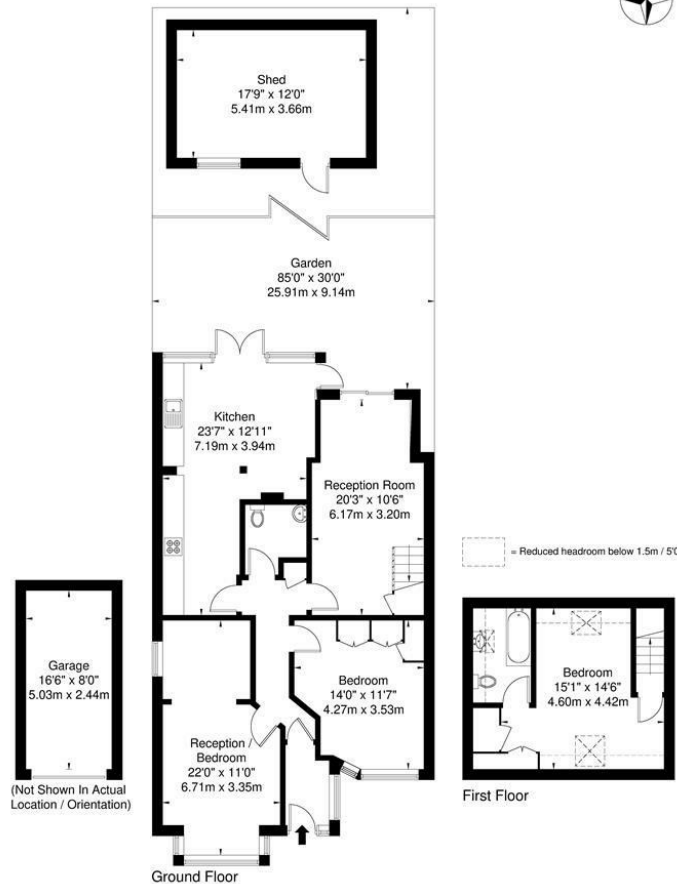 Shed
17'9" x 12'0"
5.41m x 3.66m
Garden
85'0" x 30'0"
25.91m x 9.14m
Kitchen
23'7" x 12'11"
7.19m x 3.94m
Reception Room
20'3" x 10'6"
6.17m x 3.20m
= Reduced headroom below 1.5m / 5'0
Garage
16'6" x 8'0"
5.03m x 2.44m
(Not Shown In Actual
Location / Orientation)
Reception /
Bedroom
22'0" x 11'0"
6.71m x 3.35m
Bedroom
14'0" x 11'7"
4.27m x 3.53m
Bedroom
15'1" x 14'6"
4.60m x 4.42m
First Floor
Ground Floor